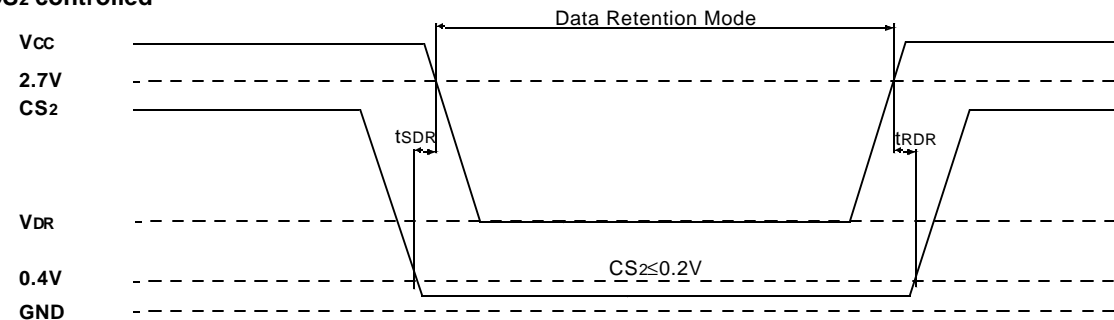 CS2 controlled
Data Retention Mode
VCC
2.7V
CS2
tSDR
tRDR
VDR
CS2≤0.2V
0.4V
GND